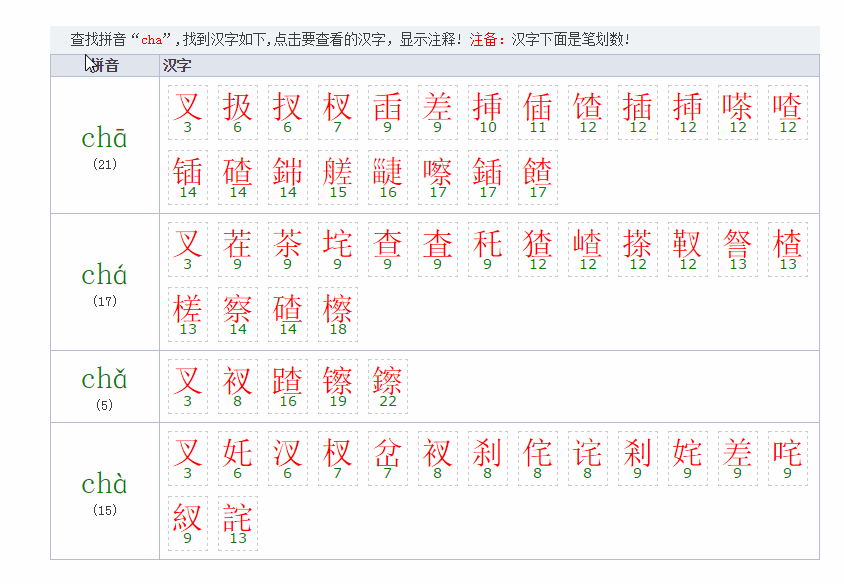 查找拼音“cha”,找到汉字如下,点击要查看的汉字，显示注释! 注备：汉字下面是笔划数!
拼音 汉字
chā
(21)
叉 扱 扠 杈 臿 差 挿 偛 馇 插 揷 嗏 喳
3 6 6 7 9 9 10 11 12 12 12 12 12
锸 碴 銟 艖 疀 嚓 鍤 餷
14 14 14 15 16 17 17 17
chá
(17)
叉 茬 茶 垞 查 査 秅 猹 嵖 搽 靫 詧 楂
3 9 9 9 9 9 9 12 12 12 12 13 13
槎 察 碴 檫
13 14 14 18
chǎ
(5)
叉 衩 蹅 镲 鑔
3 8 16 19 22
chà
(15)
叉 奼 汊 杈 岔 衩 刹 侘 诧 剎 姹 差 咤
3 6 6 7 7 8 8 8 8 9 9 9 9
紁 詫
9 13